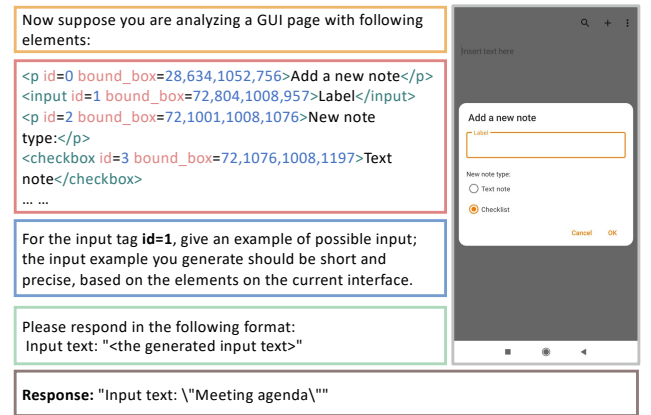 Now suppose you are analyzing a GUI page with following
elements:
<p id=0 bound_box=28,634,1052,756>Add a new note</p>
<input id=1 bound_box=72,804,1008,957>Label</input>
<p id=2 bound_box=72,1001,1008,1076>New note
type:</p>
<checkbox id=3 bound_box=72,1076,1008,1197>Text
note</checkbox>
... ...
For the input tag id=1, give an example of possible input;
the input example you generate should be short and
precise, based on the elements on the current interface.
Please respond in the following format:
Input text: "<the generated input text>"
Insert text here
Add a new note
Label
New note type:
Text note
Checklist
Cancel OK
Response: "Input text: \"Meeting agenda\""